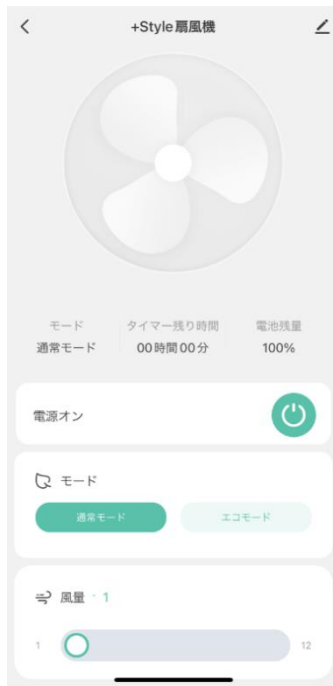 +Style扇風機
モード タイマー残り時間 電池残量
通常モード 00時間00分 100%
電源オン
モード
通常モード エコモード
風量 · 1
1 12